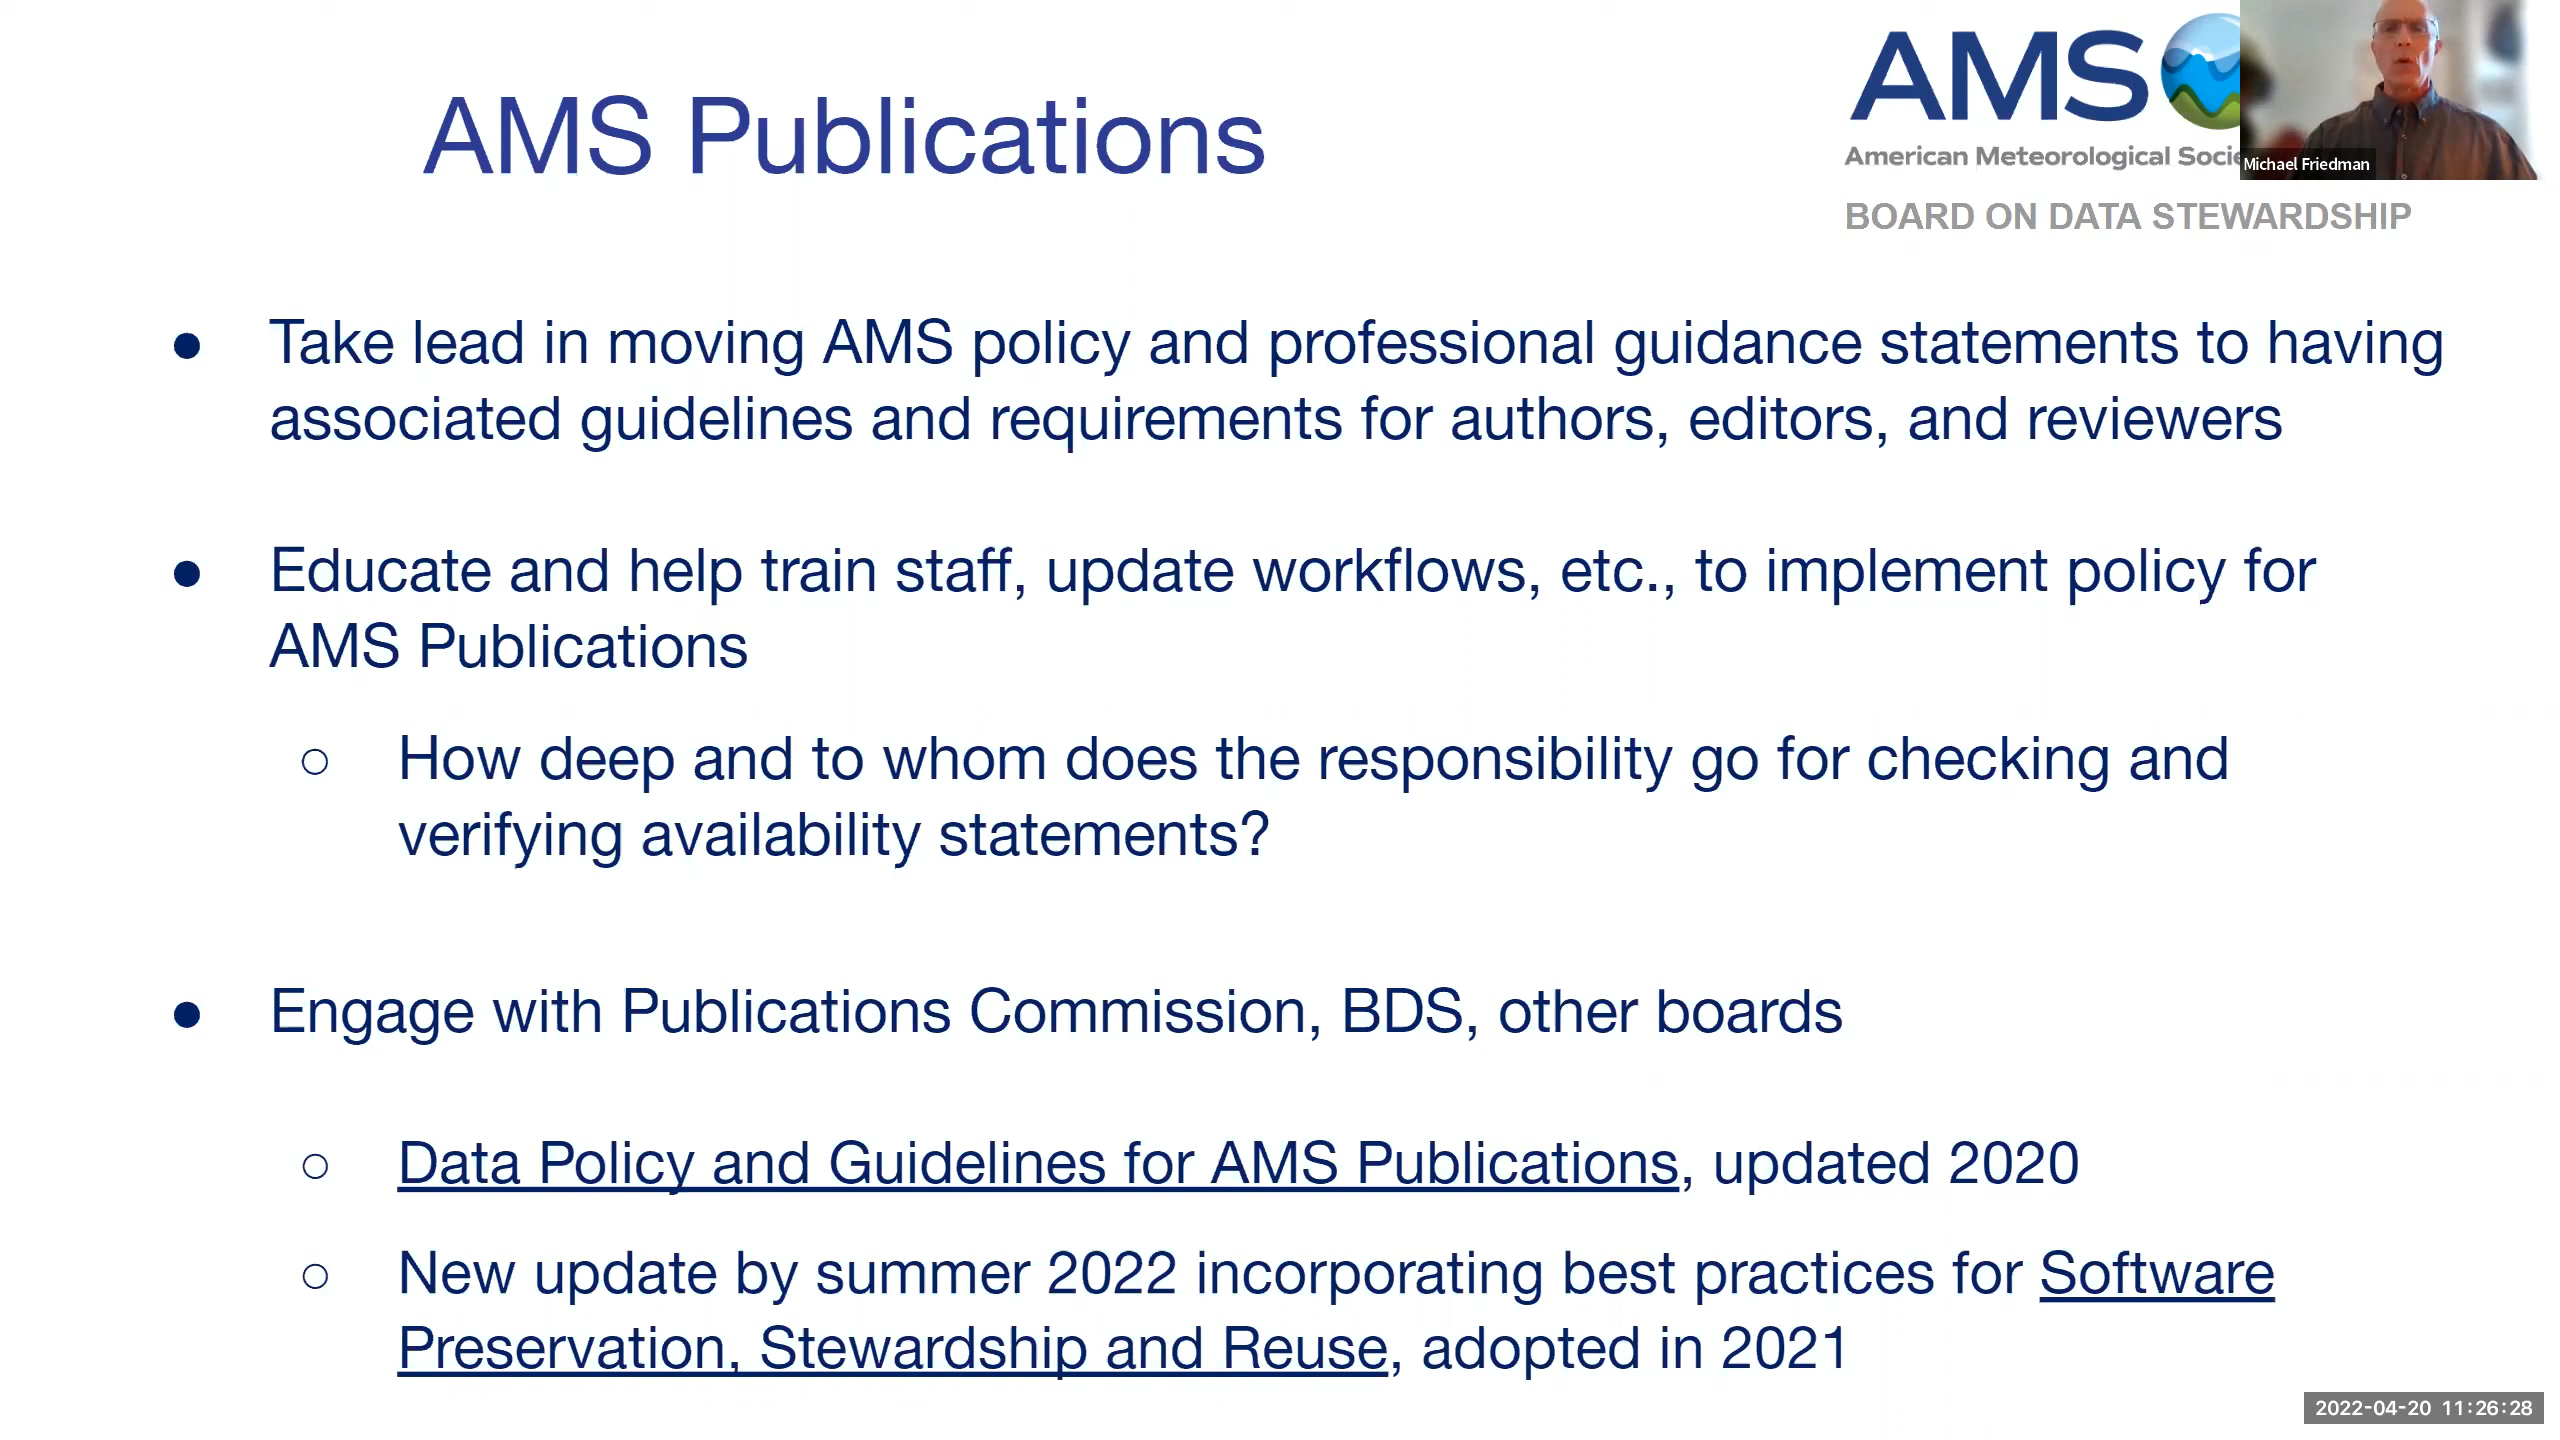 AMS Publications
AMS
American Meteorological Socie
Michael Friedman
BOARD ON DATA STEWARDSHIP
● Take lead in moving AMS policy and professional guidance statements to having
associated guidelines and requirements for authors, editors, and reviewers
● Educate and help train staff, update workflows, etc., to implement policy for
AMS Publications
○ How deep and to whom does the responsibility go for checking and
verifying availability statements?
● Engage with Publications Commission, BDS, other boards
○ Data Policy and Guidelines for AMS Publications, updated 2020
○ New update by summer 2022 incorporating best practices for Software
Preservation, Stewardship and Reuse, adopted in 2021
2022-04-20 11:26:28